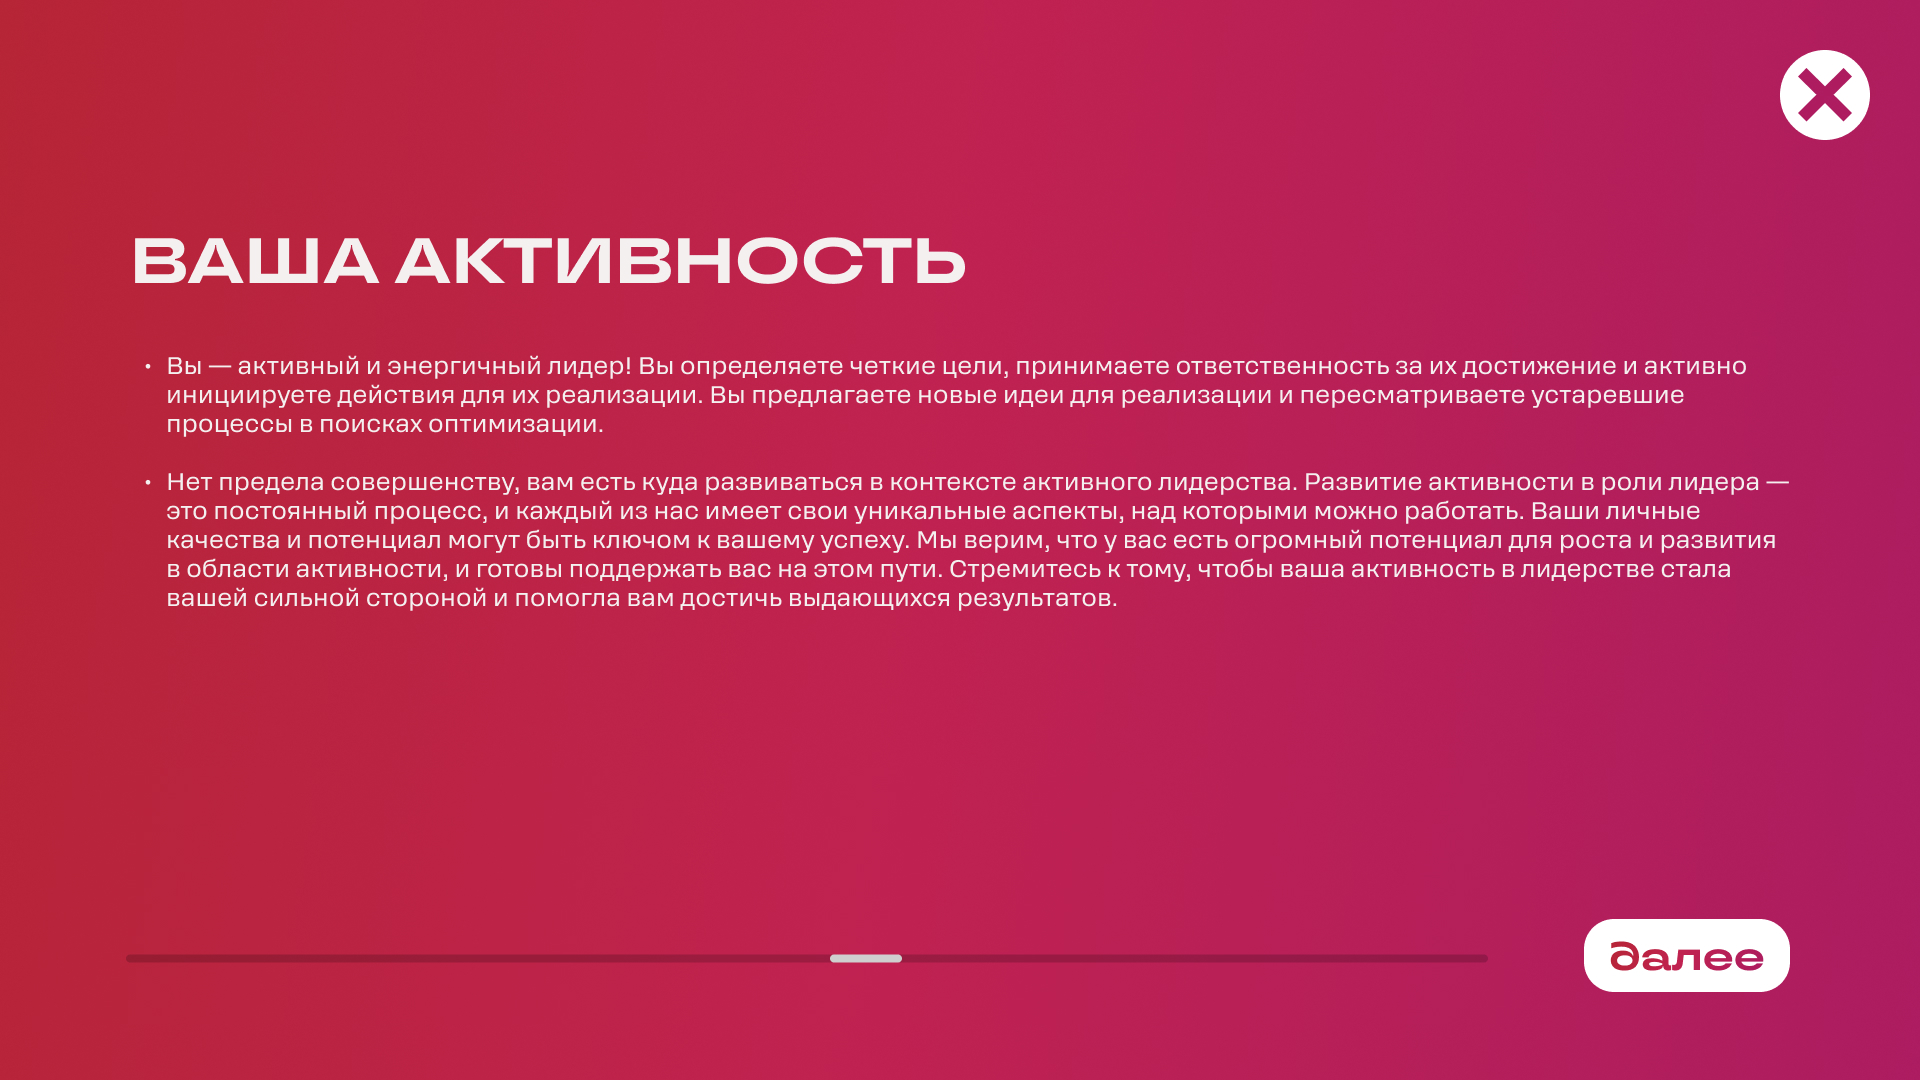 ВАША АКТИВНОСТЬ
• Вы — активный и энергичный лидер! Вы определяете четкие цели, принимаете ответственность за их достижение и активно
инициируете действия для их реализации. Вы предлагаете новые идеи для реализации и пересматриваете устаревшие
процессы в поисках оптимизации.
• Нет предела совершенству, вам есть куда развиваться в контексте активного лидерства. Развитие активности в роли лидера —
это постоянный процесс, и каждый из нас имеет свои уникальные аспекты, над которыми можно работать. Ваши личные
качества и потенциал могут быть ключом к вашему успеху. Мы верим, что у вас есть огромный потенциал для роста и развития
в области активности, и готовы поддержать вас на этом пути. Стремитесь к тому, чтобы ваша активность в лидерстве стала
вашей сильной стороной и помогла вам достичь выдающихся результатов.
далее